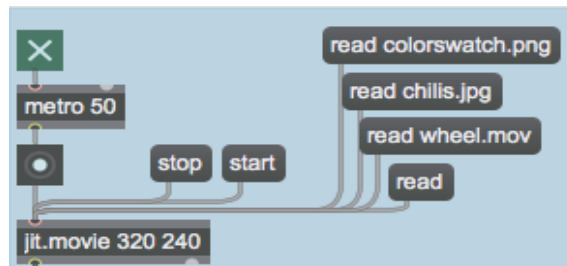 read colorswatch.png
read chilis.jpg
metro 50
read wheel.mov
stop
start
read
jit.movie 320 240